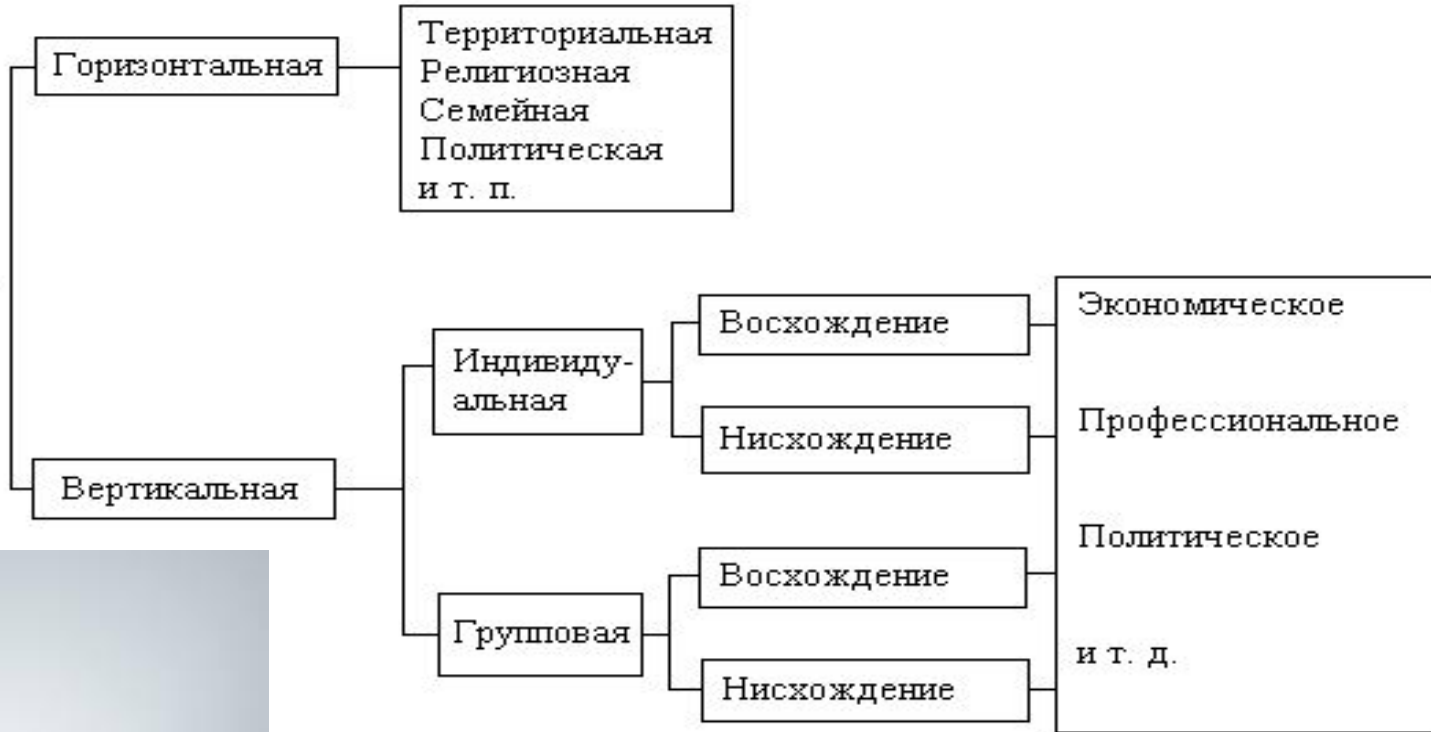 Горизонтальная
Территориальная
Религиозная
Семейная
Политическая
и т. п.
Вертикальная
Индивиду-
альная
Восхождение
Нисхождение
Групповая
Восхождение
Нисхождение
Экономическое
Профессиональное
Политическое
и т. д.